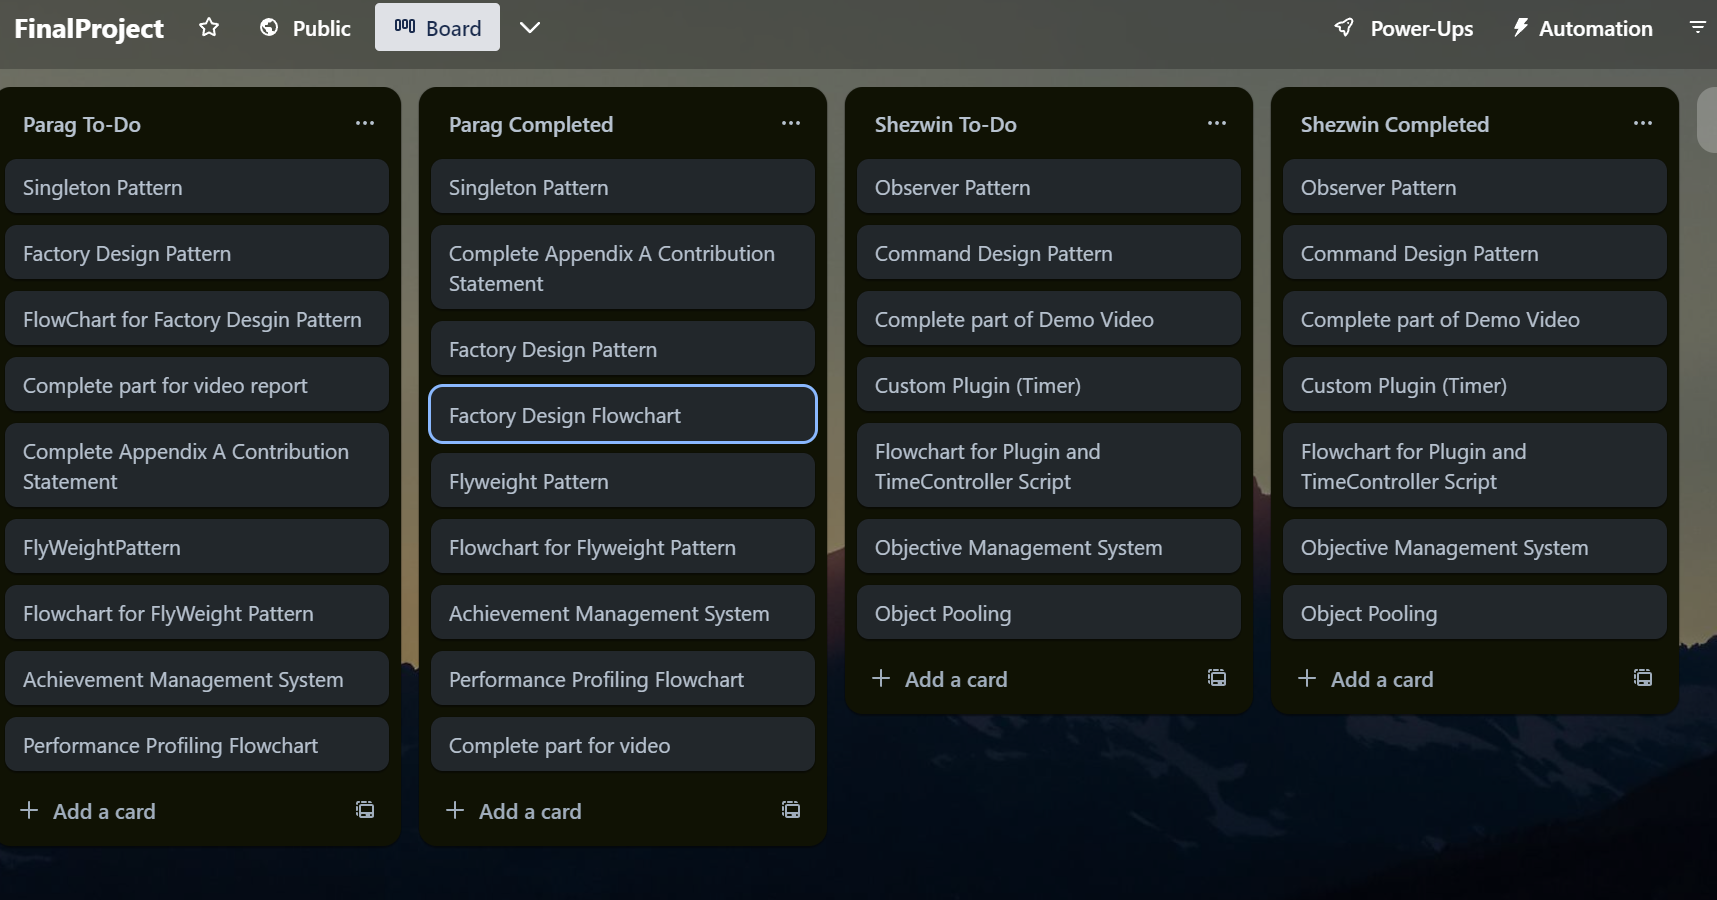 FinalProject
Public
Board
Power-Ups
Automation
Parag To-Do
Singleton Pattern
Factory Design Pattern
FlowChart for Factory Desgin Pattern
Complete part for video report
Complete Appendix A Contribution
Statement
FlyWeightPattern
Flowchart for FlyWeight Pattern
Achievement Management System
Performance Profiling Flowchart
Add a card
Parag Completed
Singleton Pattern
Complete Appendix A Contribution
Statement
Factory Design Pattern
Factory Design Flowchart
Flyweight Pattern
Flowchart for Flyweight Pattern
Achievement Management System
Performance Profiling Flowchart
Complete part for video
Add a card
Shezwin To-Do
Observer Pattern
Command Design Pattern
Complete part of Demo Video
Custom Plugin (Timer)
Flowchart for Plugin and
TimeController Script
Objective Management System
Object Pooling
Add a card
Shezwin Completed
Observer Pattern
Command Design Pattern
Complete part of Demo Video
Custom Plugin (Timer)
Flowchart for Plugin and
TimeController Script
Objective Management System
Object Pooling
Add a card